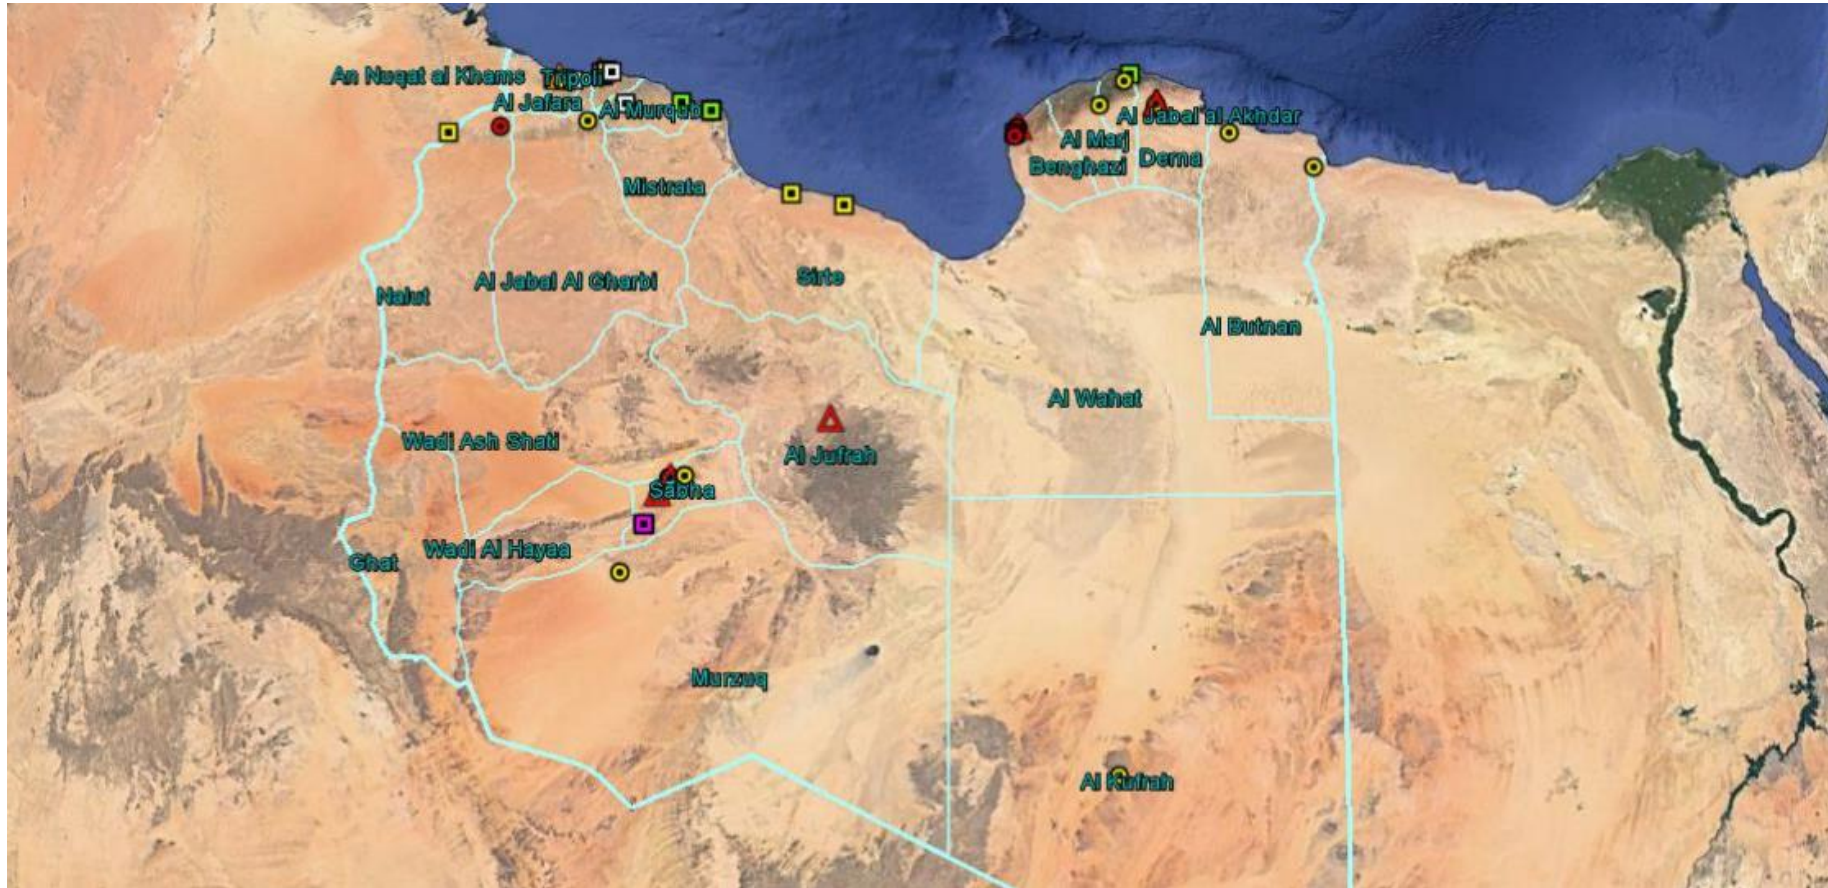 An Nuqat al Khams
Tripoli
Al Jafara
Al Murqub
Al Jabal al Akhdar
Al Marj
Benghazi
Derna
Mistrata
Sirte
Al Jabal Al Gharbi
Nalut
Al Butnan
Al Wahat
Wadi Ash Shati
Al Jufrah
Sabha
Wadi Al Hayaa
Ghat
Murzuq
Al Kufrah